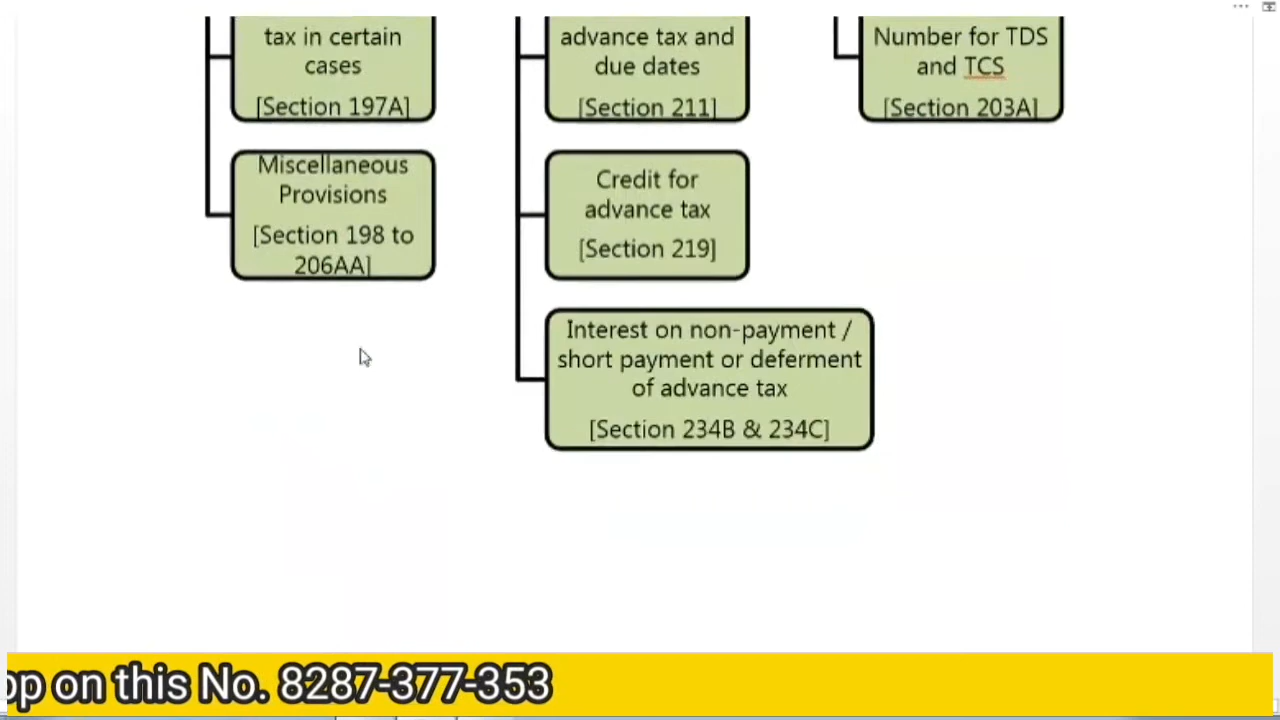 tax in certain
cases
[Section 197A]
Miscellaneous
Provisions
[Section 198 to
206AA]
advance tax and
due dates
[Section 211]
Credit for
advance tax
[Section 219]
Interest on non-payment /
short payment or deferment
of advance tax
[Section 234B & 234C]
Number for TDS
and TCS
[Section 203A]
op on this No. 8287-377-353